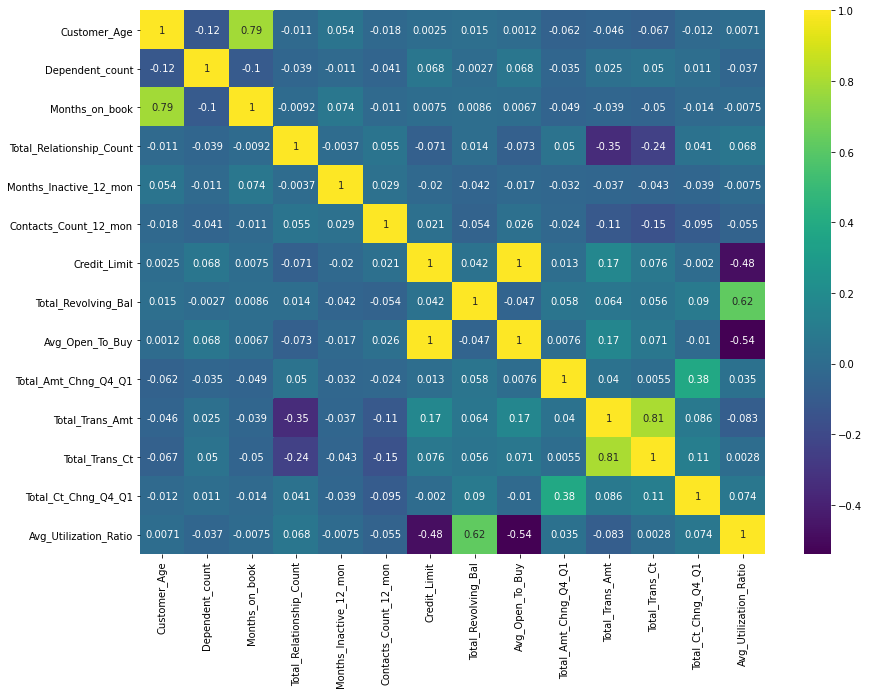 Customer_Age 1 -0.12 0.79 -0.011 0.054 -0.018 0.0025 0.015 0.0012 -0.062 -0.046 -0.067 -0.012 0.0071
Dependent_count -0.12 1 -0.1 -0.039 -0.011 -0.041 0.068 -0.0027 0.068 -0.035 0.025 0.05 0.011 -0.037
Months_on_book 0.79 -0.1 1 -0.0092 0.074 -0.011 0.0075 0.0086 0.0067 -0.049 -0.039 -0.05 -0.014 -0.0075
Total_Relationship_Count -0.011 -0.039 -0.0092 1 -0.0037 0.055 -0.071 0.014 -0.073 0.05 -0.35 -0.24 0.041 0.068
Months_Inactive_12_mon 0.054 -0.011 0.074 -0.0037 1 0.029 -0.02 -0.042 -0.017 -0.032 -0.037 -0.043 -0.039 -0.0075
Contacts_Count_12_mon -0.018 -0.041 -0.011 0.055 0.029 1 0.021 -0.054 0.026 -0.024 -0.11 -0.15 -0.095 -0.055
Credit_Limit 0.0025 0.068 0.0075 -0.071 -0.02 0.021 1 0.042 1 0.013 0.17 0.076 -0.002 -0.48
Total_Revolving_Bal 0.015 -0.0027 0.0086 0.014 -0.042 -0.054 0.042 1 -0.047 0.058 0.064 0.056 0.09 0.62
Avg_Open_To_Buy 0.0012 0.068 0.0067 -0.073 -0.017 0.026 1 -0.047 1 0.0076 0.17 0.071 -0.01 -0.54
Total_Amt_Chng_Q4_Q1 -0.062 -0.035 -0.049 0.05 -0.032 -0.024 0.013 0.058 0.0076 1 0.04 0.0055 0.38 0.035
Total_Trans_Amt -0.046 0.025 -0.039 -0.35 -0.037 -0.11 0.17 0.064 0.17 0.04 1 0.81 0.086 -0.083
Total_Trans_Ct -0.067 0.05 -0.05 -0.24 -0.043 -0.15 0.076 0.056 0.071 0.0055 0.81 1 0.11 0.0028
Total_Ct_Chng_Q4_Q1 -0.012 0.011 -0.014 0.041 -0.039 -0.095 -0.002 0.09 -0.01 0.38 0.086 0.11 1 0.074
Avg_Utilization_Ratio 0.0071 -0.037 -0.0075 0.068 -0.0075 -0.055 -0.48 0.62 -0.54 0.035 -0.083 0.0028 0.074 1
Customer_Age
Dependent_count
Months_on_book
Total_Relationship_Count
Months_Inactive_12_mon
Contacts_Count_12_mon
Credit_Limit
Total_Revolving_Bal
Avg_Open_To_Buy
Total_Amt_Chng_Q4_Q1
Total_Trans_Amt
Total_Trans_Ct
Total_Ct_Chng_Q4_Q1
Avg_Utilization_Ratio
1.0
0.8
0.6
0.4
0.2
0.0
−0.2
−0.4